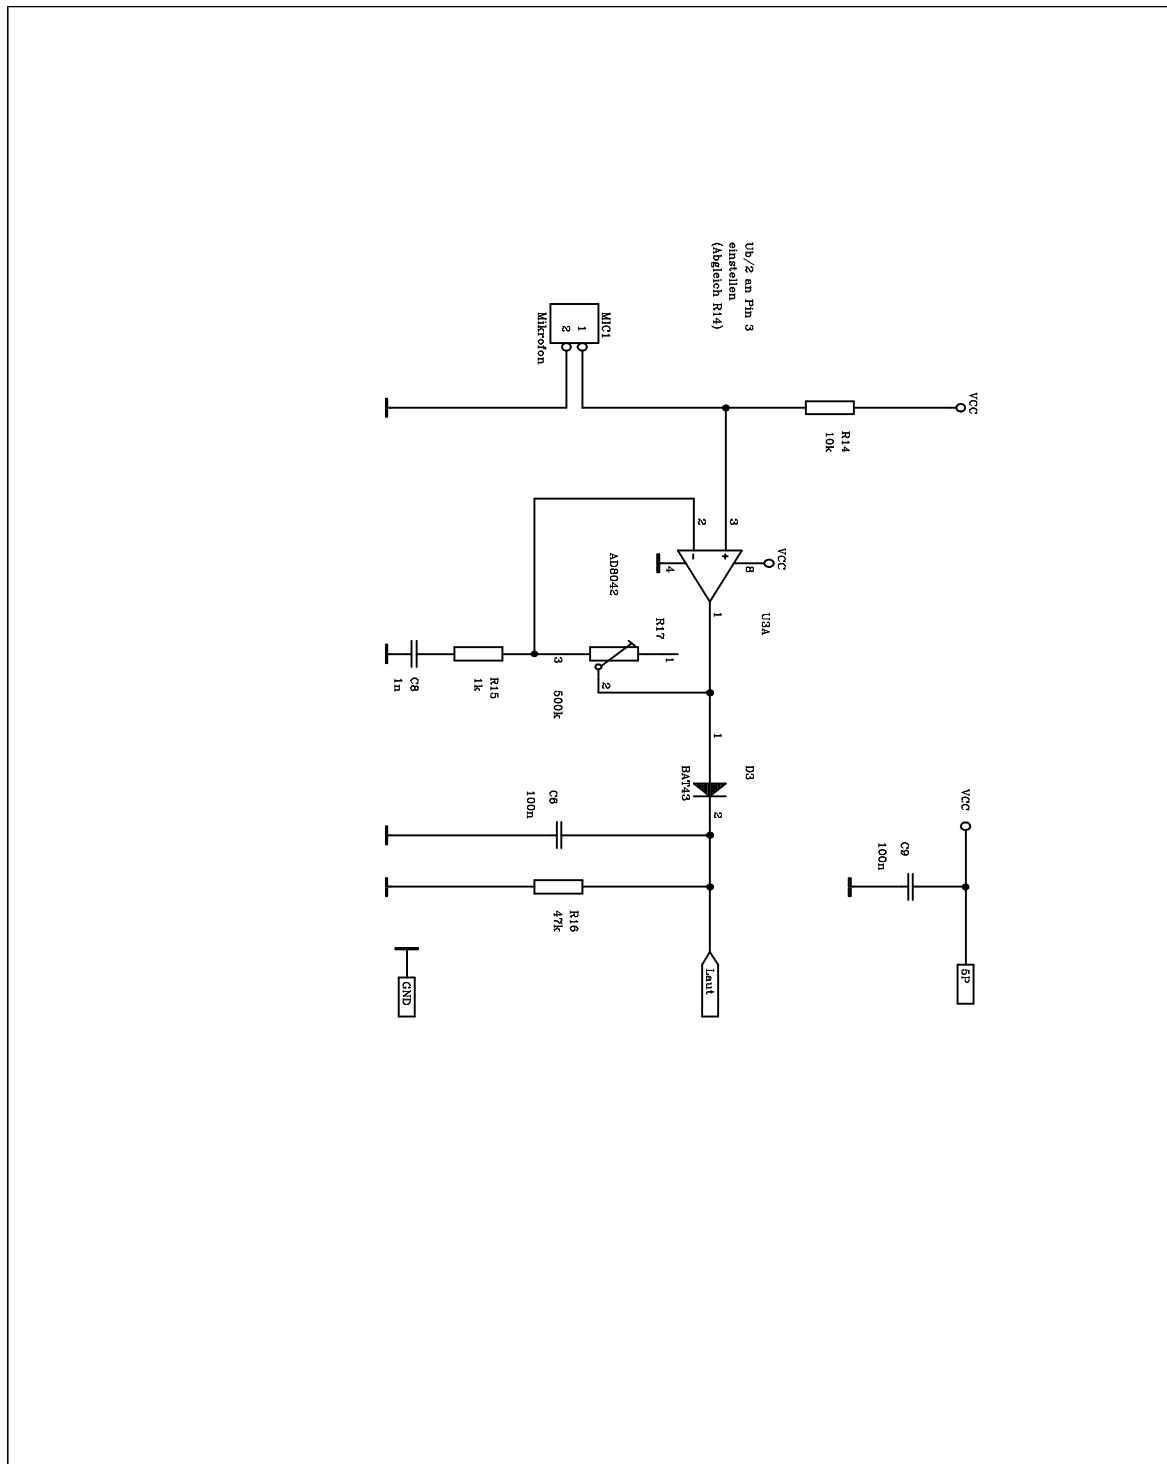 Ub/2 an Pin 3
einstellen
(Abgleich R14)
MIC1
1
2
Mikrofon
VCC
R14
10k
3
2
+
-
VCC
8
4
AD8042
U3A
1
R17
1
3
2
500k
R15
1k
C8
1n
1
D3
BAT43
2
C6
100n
R16
47k
Laut
GND
VCC
C9
100n
5P